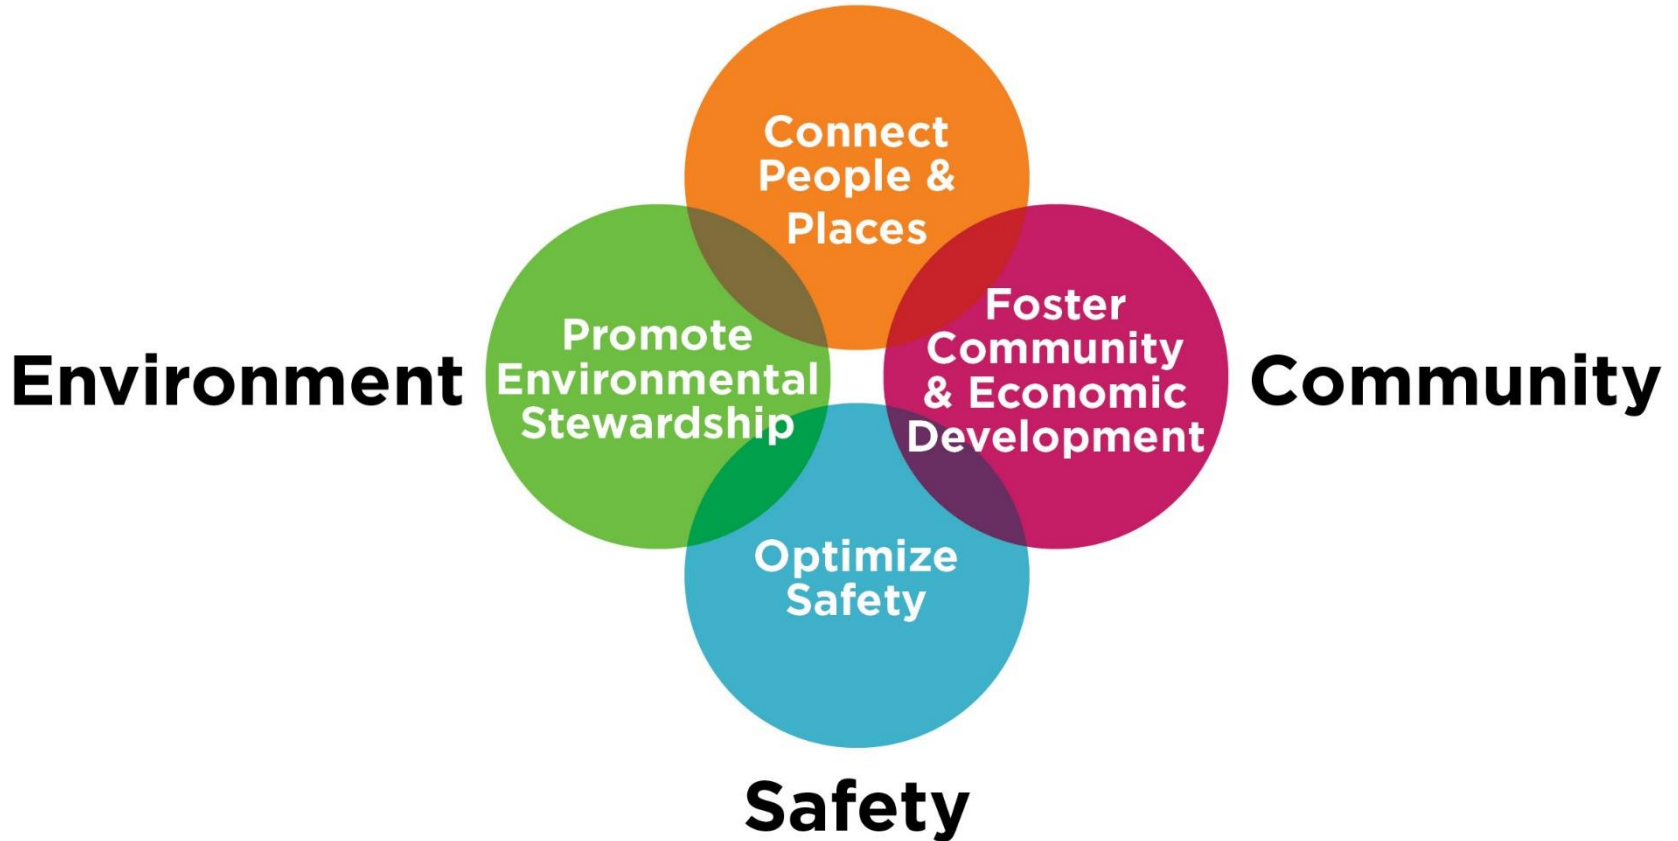 Connect
People &
Places
Environment
Promote
Environmental
Stewardship
Foster
Community
& Economic
Development
Community
Optimize
Safety
Safety